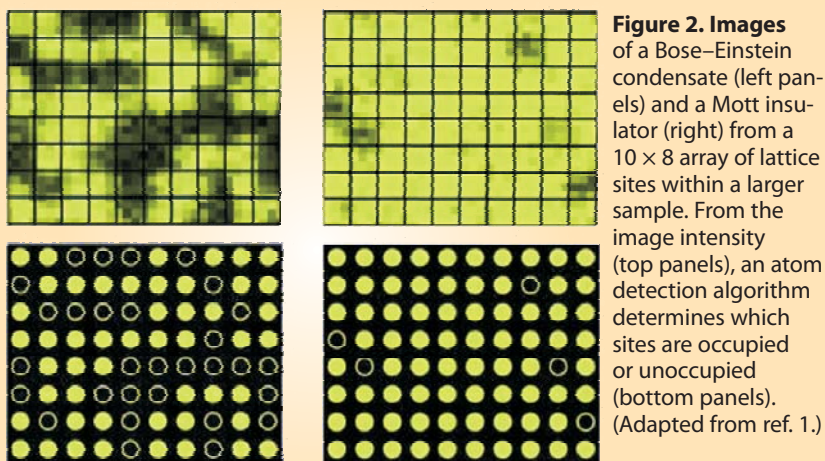 Figure 2. Images
of a Bose–Einstein
condensate (left pan-
els) and a Mott insu-
lator (right) from a
10 × 8 array of lattice
sites within a larger
sample. From the
image intensity
(top panels), an atom
detection algorithm
determines which
sites are occupied
or unoccupied
(bottom panels).
(Adapted from ref. 1.)